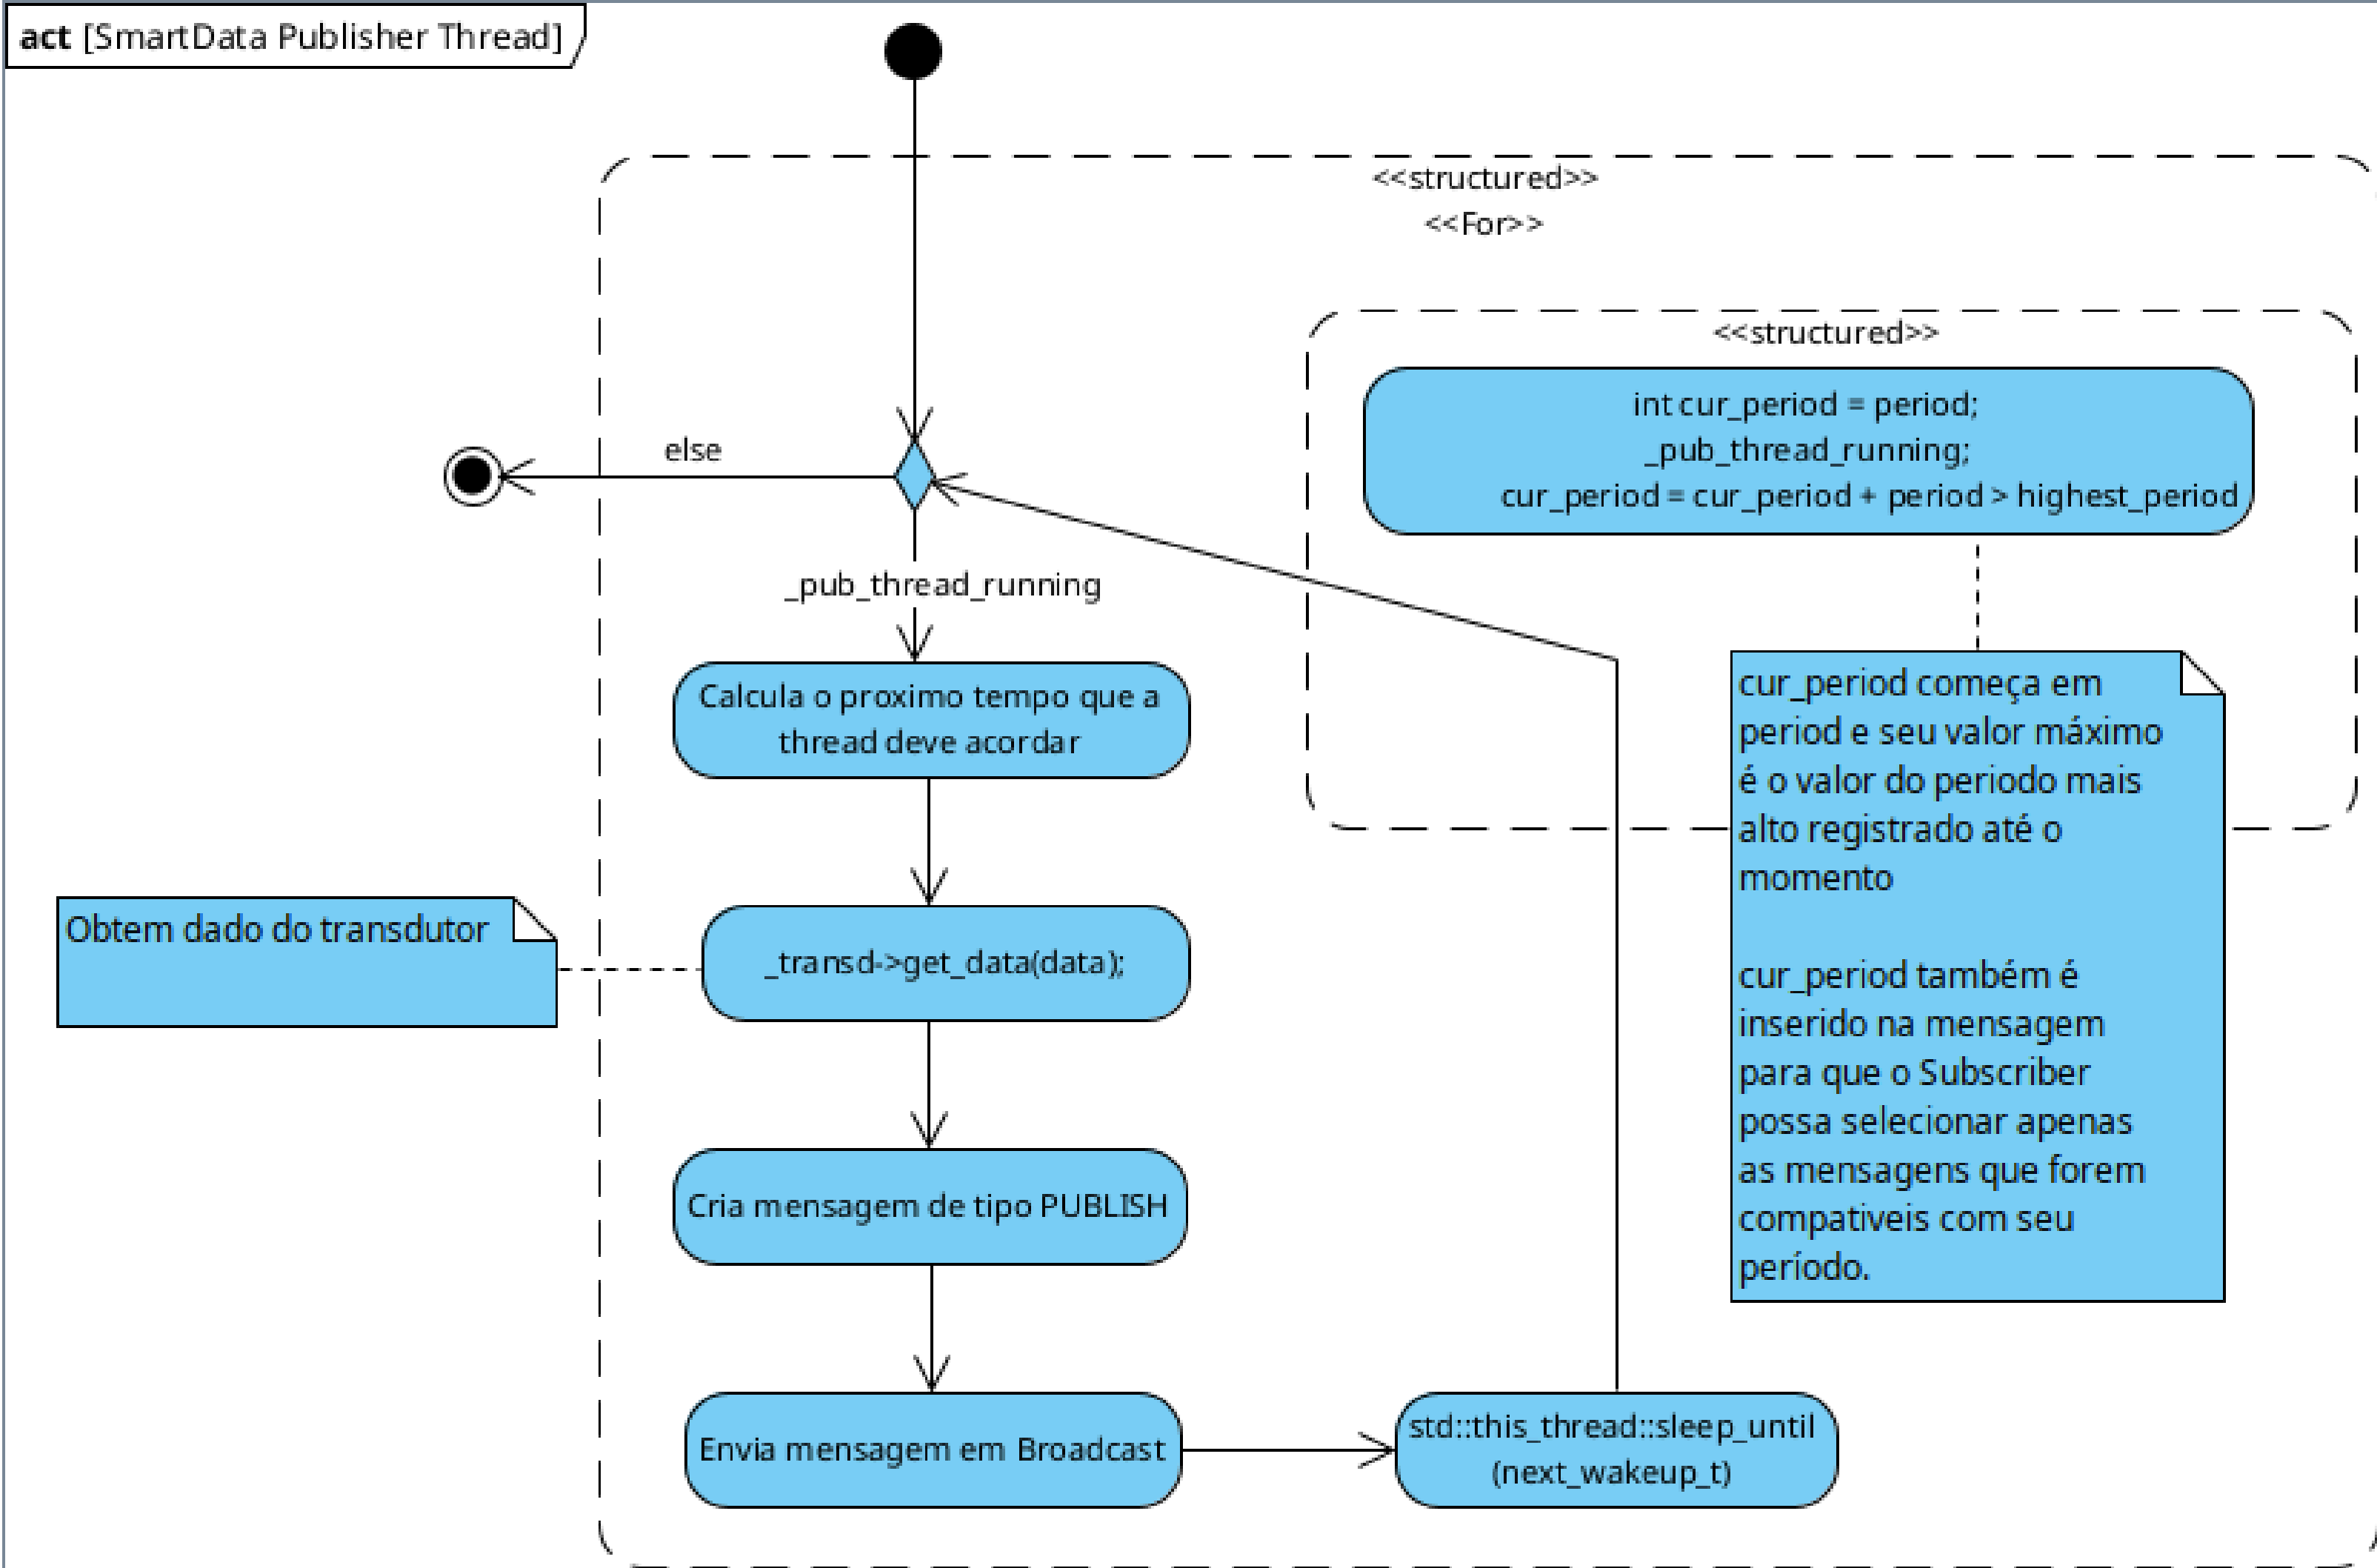 act [SmartData Publisher Thread]
<<structured>>
<<For>>
<<structured>>
int cur_period = period;
_pub_thread_running;
cur_period = cur_period + period > highest_period
else
_pub_thread_running
Calcula o proximo tempo que a
thread deve acordar
cur_period começa em
period e seu valor máximo
é o valor do periodo mais
alto registrado até o
momento
cur_period também é
inserido na mensagem
para que o Subscriber
possa selecionar apenas
as mensagens que forem
compativeis com seu
período.
Obtem dado do transdutor
_transd->get_data(data);
Cria mensagem de tipo PUBLISH
Envia mensagem em Broadcast
std::this_thread::sleep_until
(next_wakeup_t)